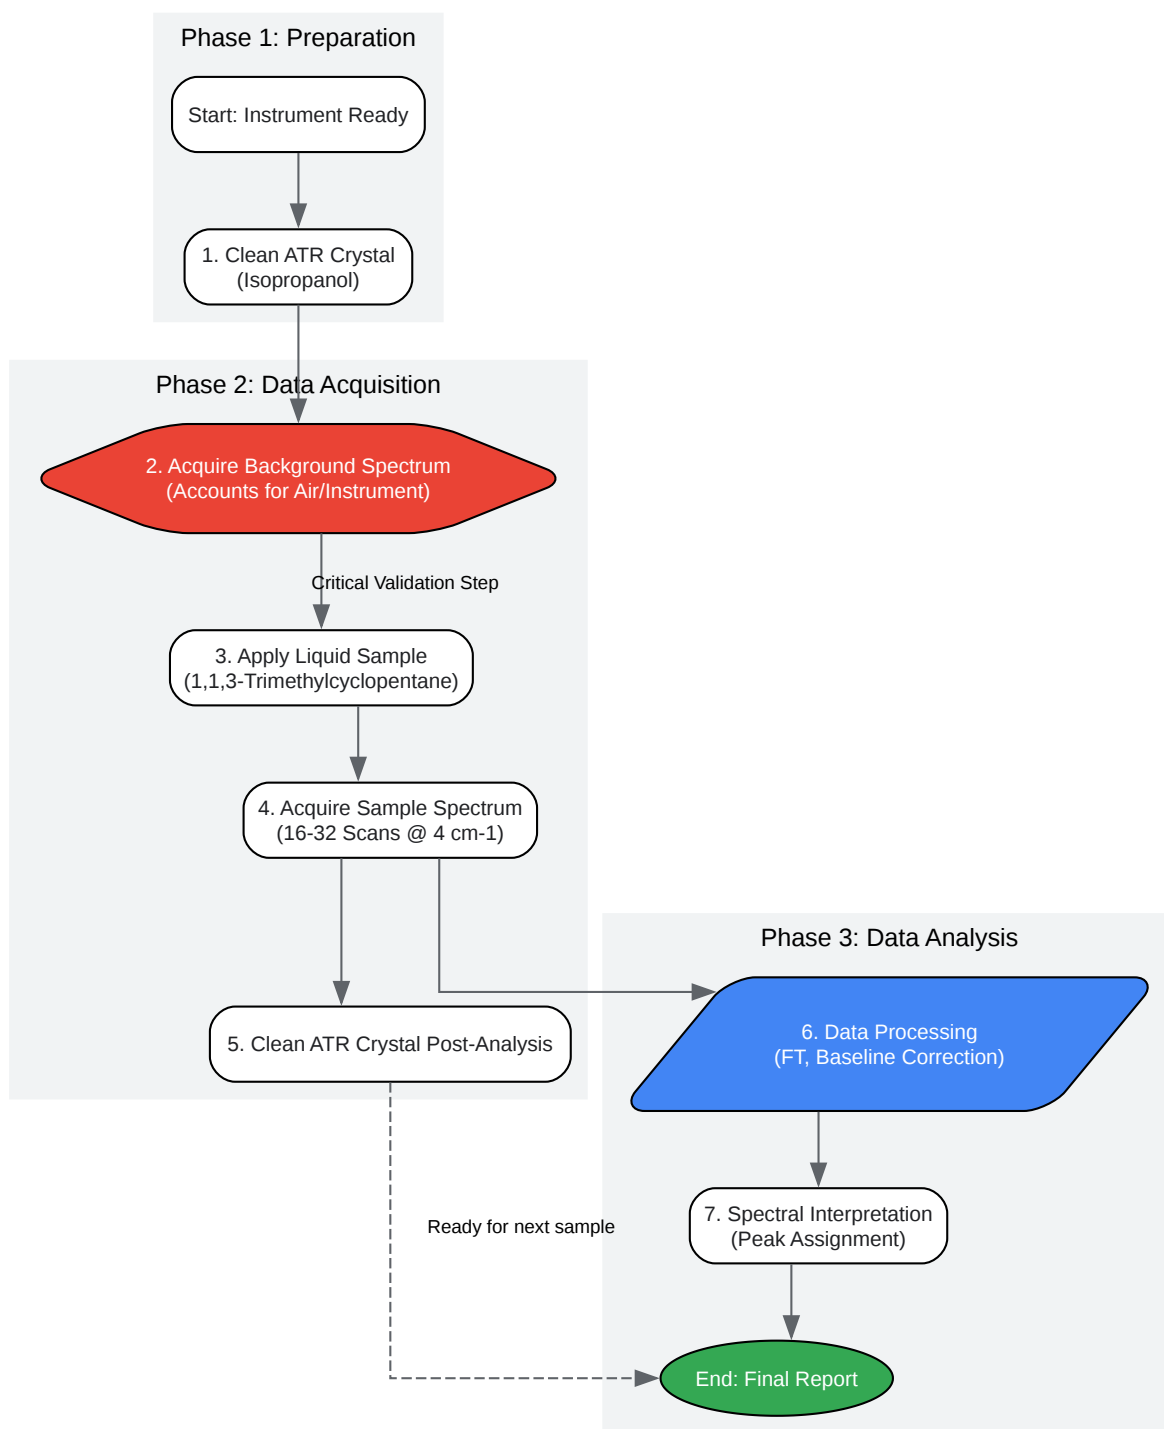 Phase 1: Preparation
Start: Instrument Ready
1. Clean ATR Crystal
(Isopropanol)
Phase 2: Data Acquisition
2. Acquire Background Spectrum
(Accounts for Air/Instrument)
Critical Validation Step
3. Apply Liquid Sample
(1,1,3-Trimethylcyclopentane)
4. Acquire Sample Spectrum
(16-32 Scans @ 4 cm-1)
5. Clean ATR Crystal Post-Analysis
Phase 3: Data Analysis
6. Data Processing
(FT, Baseline Correction)
7. Spectral Interpretation
(Peak Assignment)
Ready for next sample
End: Final Report